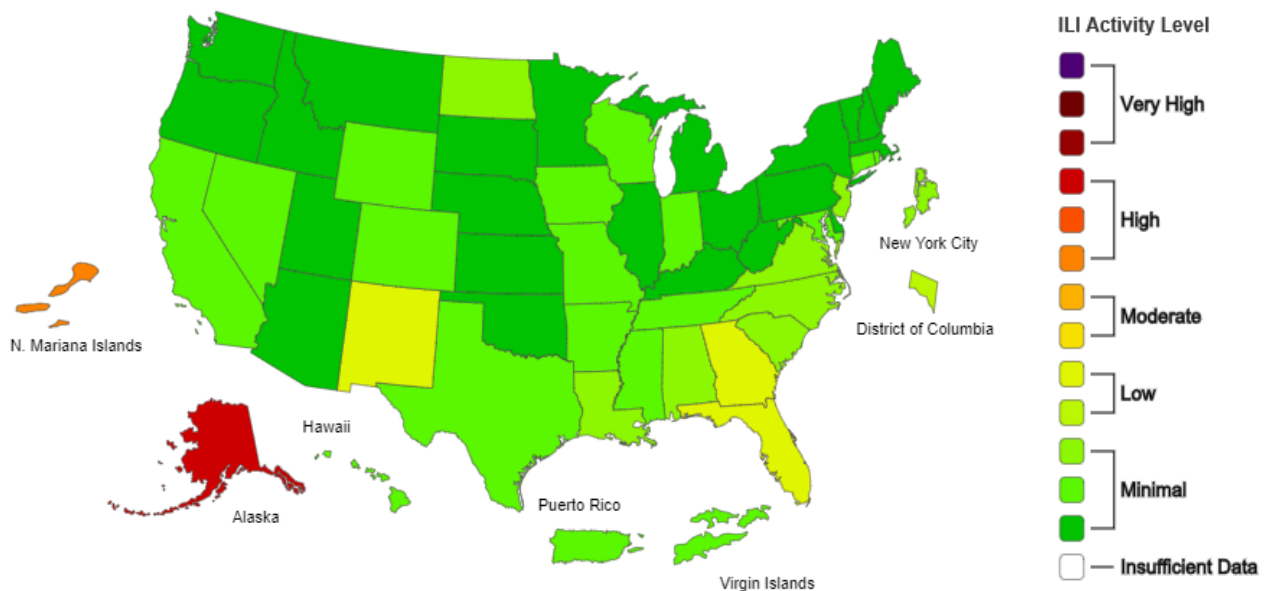 ILI Activity Level
Very High
High
Moderate
Low
Minimal
Insufficient Data
New York City
District of Columbia
N. Mariana Islands
Hawaii
Alaska
Puerto Rico
Virgin Islands